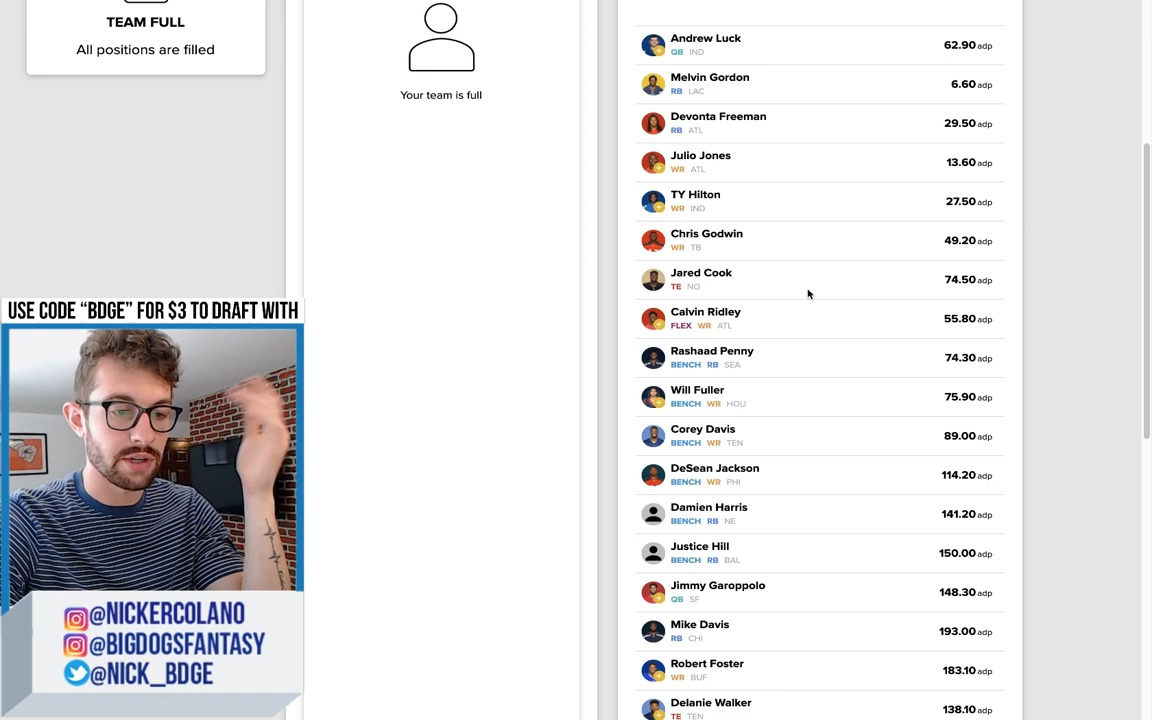 TEAM FULL
All positions are filled
Your team is full
Andrew Luck
QB IND
62.90 adp
Melvin Gordon
RB LAC
6.60 adp
Devonta Freeman
RB ATL
29.50 adp
Julio Jones
WR ATL
13.60 adp
TY Hilton
WR IND
27.50 adp
Chris Godwin
WR TB
49.20 adp
Jared Cook
TE NO
74.50 adp
Calvin Ridley
FLEX WR ATL
55.80 adp
Rashaad Penny
BENCH RB SEA
74.30 adp
Will Fuller
BENCH WR HOU
75.90 adp
Corey Davis
BENCH WR TEN
89.00 adp
DeSean Jackson
BENCH WR PHI
114.20 adp
Damien Harris
BENCH RB NE
141.20 adp
Justice Hill
BENCH RB BAL
150.00 adp
Jimmy Garoppolo
QB SF
148.30 adp
Mike Davis
RB CHI
193.00 adp
Robert Foster
WR BUF
183.10 adp
Delanie Walker
TE TEN
138.10 adp
USE CODE “BDGE” FOR $3 TO DRAFT WITH
@NICKERCOLANO
@BIGDOGSFANTASY
@NICK_BDGE